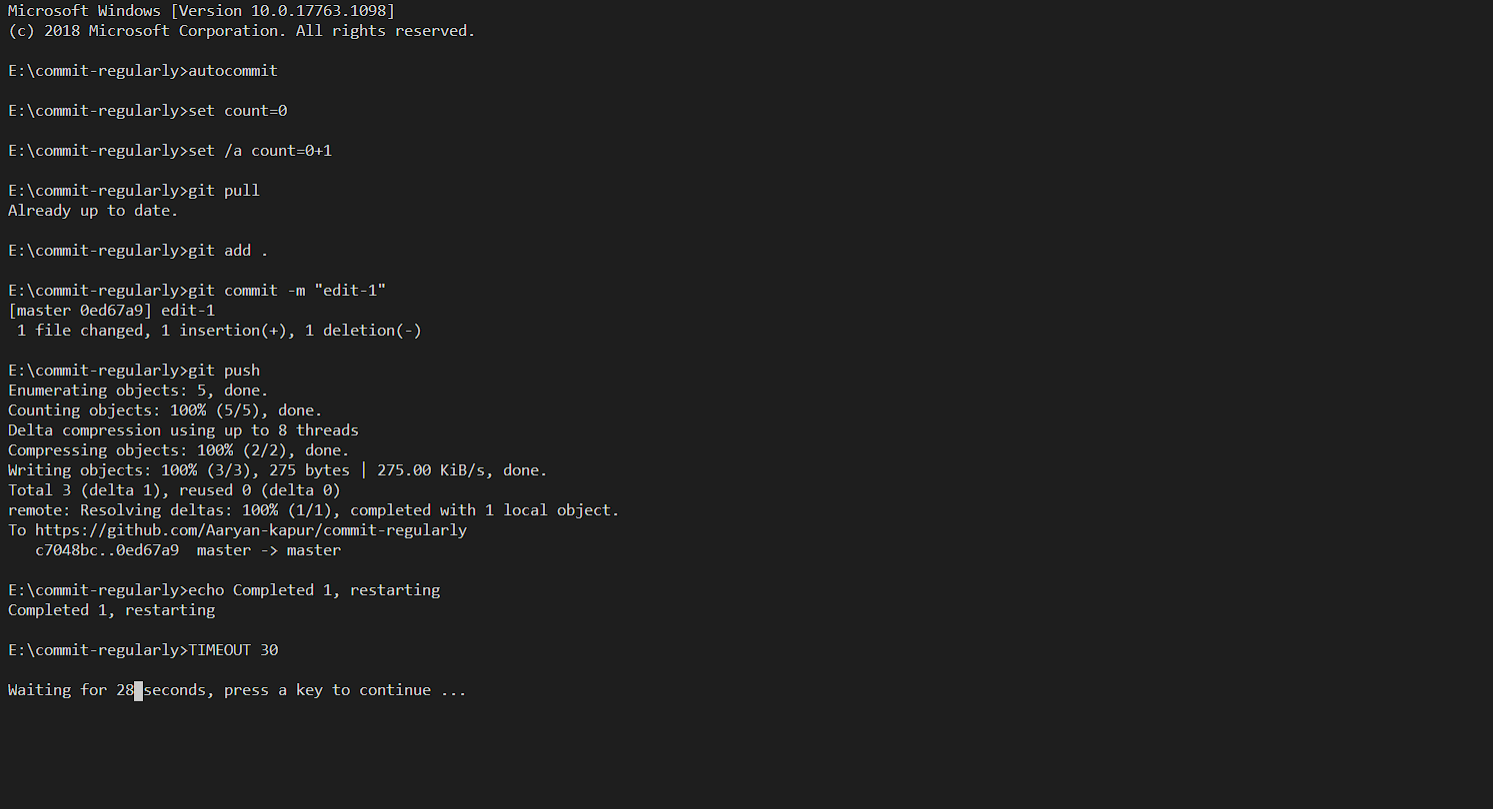 Microsoft Windows [Version 10.0.17763.1098]
(c) 2018 Microsoft Corporation. All rights reserved.
E:\commit-regularly>autocommit
E:\commit-regularly>set count=0
E:\commit-regularly>set /a count=0+1
E:\commit-regularly>git pull
Already up to date.
E:\commit-regularly>git add .
E:\commit-regularly>git commit -m "edit-1"
[master 0ed67a9] edit-1
 1 file changed, 1 insertion(+), 1 deletion(-)
E:\commit-regularly>git push
Enumerating objects: 5, done.
Counting objects: 100% (5/5), done.
Delta compression using up to 8 threads
Compressing objects: 100% (2/2), done.
Writing objects: 100% (3/3), 275 bytes | 275.00 KiB/s, done.
Total 3 (delta 1), reused 0 (delta 0)
remote: Resolving deltas: 100% (1/1), completed with 1 local object.
To https://github.com/Aaryan-kapur/commit-regularly
   c7048bc..0ed67a9  master -> master
E:\commit-regularly>echo Completed 1, restarting
Completed 1, restarting
E:\commit-regularly>TIMEOUT 30
Waiting for 28 seconds, press a key to continue ...